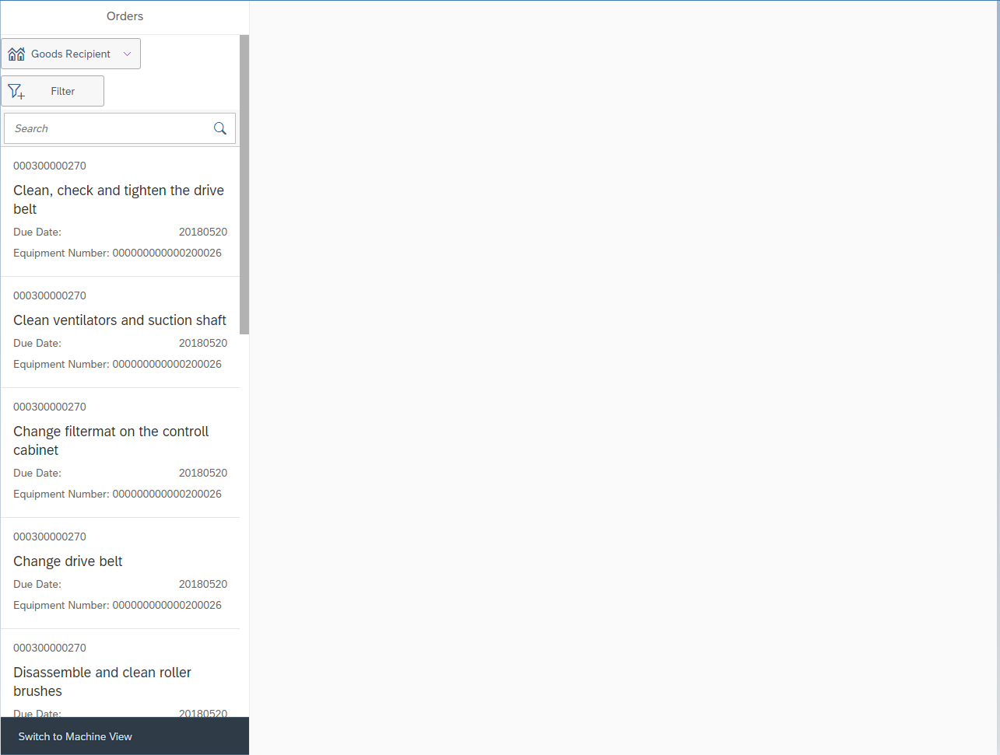 Orders
Goods Recipient
Filter
Search
000300000270
Clean, check and tighten the drive
belt
Due Date: 20180520
Equipment Number: 000000000000200026
000300000270
Clean ventilators and suction shaft
Due Date: 20180520
Equipment Number: 000000000000200026
000300000270
Change filtermat on the controll
cabinet
Due Date: 20180520
Equipment Number: 000000000000200026
000300000270
Change drive belt
Due Date: 20180520
Equipment Number: 000000000000200026
000300000270
Disassemble and clean roller
brushes
Due Date: 20180520
Switch to Machine View